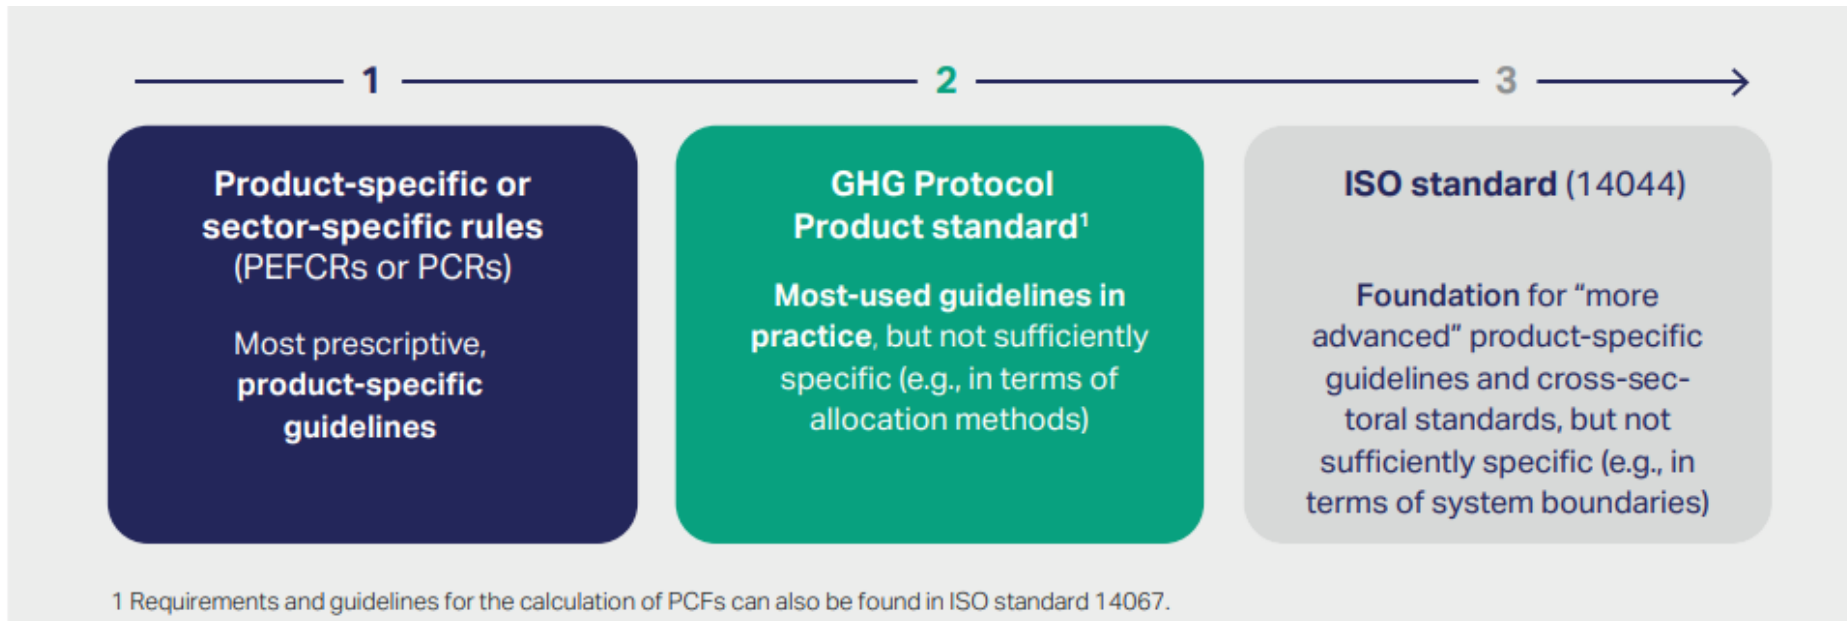 1 2 3
Product-specific or
sector-specific rules
(PEFCRs or PCRs)
Most prescriptive,
product-specific
guidelines
GHG Protocol
Product standard¹
Most-used guidelines in
practice, but not sufficiently
specific (e.g., in terms of
allocation methods)
ISO standard (14044)
Foundation for “more
advanced” product-specific
guidelines and cross-sec-
toral standards, but not
sufficiently specific (e.g., in
terms of system boundaries)
1 Requirements and guidelines for the calculation of PCFs can also be found in ISO standard 14067.